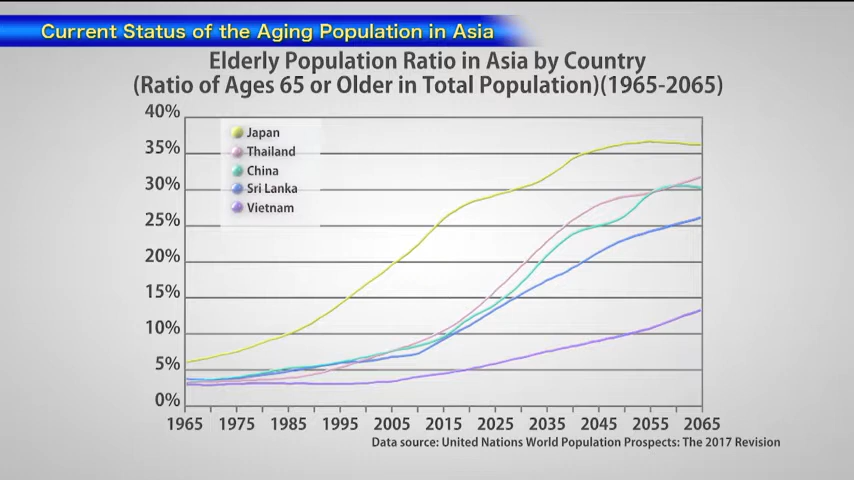 Current Status of the Aging Population in Asia
Elderly Population Ratio in Asia by Country
(Ratio of Ages 65 or Older in Total Population)(1965-2065)
40%
35%
30%
25%
20%
15%
10%
5%
0%
Japan
Thailand
China
Sri Lanka
Vietnam
1965 1975 1985 1995 2005 2015 2025 2035 2045 2055 2065
Data source: United Nations World Population Prospects: The 2017 Revision